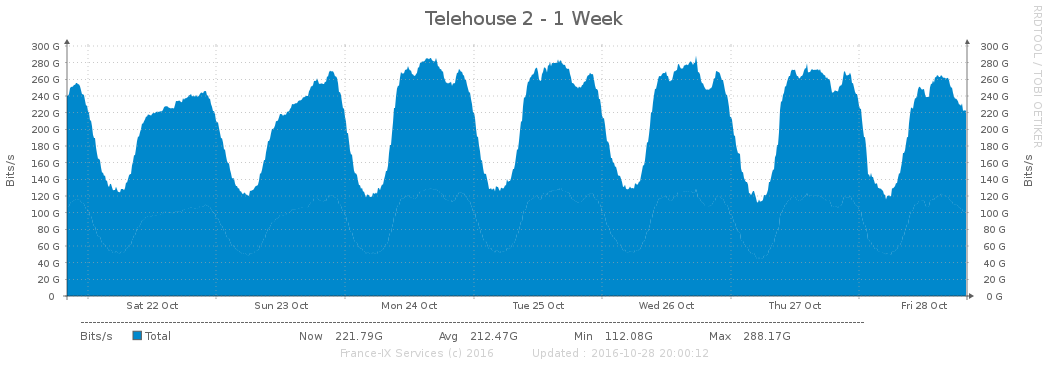 Telehouse 2 - 1 Week
RRDTOOL / TOBI OETIKER
300 G 300 G
280 G 280 G
260 G 260 G
240 G 240 G
220 G 220 G
200 G 200 G
180 G 180 G
160 G 160 G
140 G 140 G
120 G 120 G
100 G 100 G
80 G 80 G
60 G 60 G
40 G 40 G
20 G 20 G
0 0 G
Bits/s
Bits/s
Sat 22 Oct Sun 23 Oct Mon 24 Oct Tue 25 Oct Wed 26 Oct Thu 27 Oct Fri 28 Oct
Bits/s Total Now 221.79G Avg 212.47G Min 112.08G Max 288.17G
France-IX Services (c) 2016 Updated : 2016-10-28 20:00:12